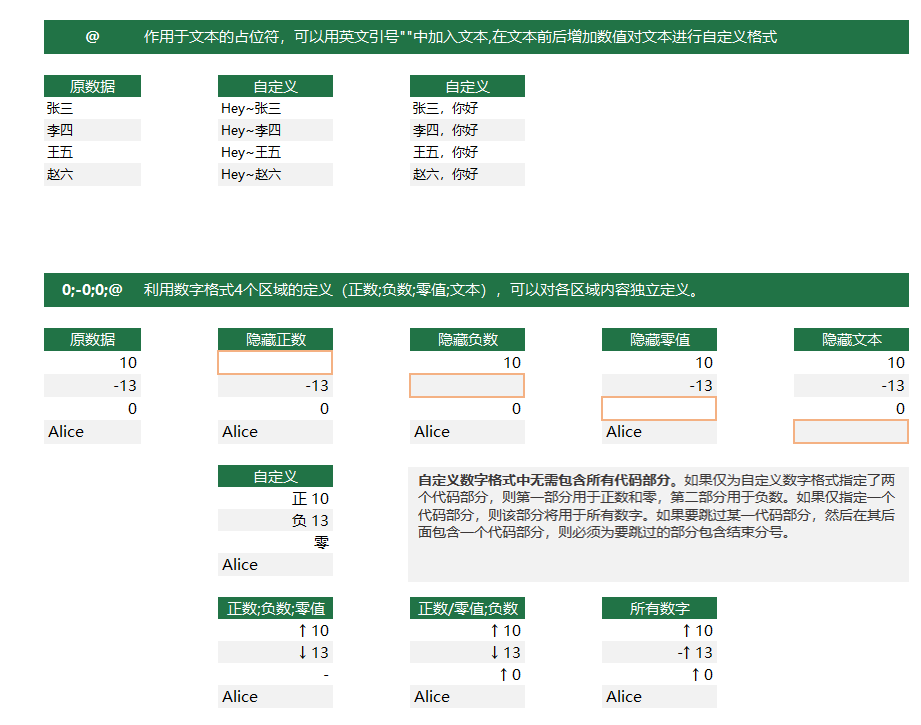 @ 作用于文本的占位符，可以用英文引号""中加入文本,在文本前后增加数值对文本进行自定义格式
原数据 自定义 自定义
张三 Hey~张三 张三，你好
李四 Hey~李四 李四，你好
王五 Hey~王五 王五，你好
赵六 Hey~赵六 赵六，你好
0;-0;0;@ 利用数字格式4个区域的定义（正数;负数;零值;文本），可以对各区域内容独立定义。
原数据 隐藏正数 隐藏负数 隐藏零值 隐藏文本
10 10 10 10
-13 -13 -13 -13
0 0 0 0
Alice Alice Alice Alice
自定义
正 10
负 13
零
Alice
自定义数字格式中无需包含所有代码部分。如果仅为自定义数字格式指定了两
个代码部分，则第一部分用于正数和零，第二部分用于负数。如果仅指定一个
代码部分，则该部分将用于所有数字。如果要跳过某一代码部分，然后在其后
面包含一个代码部分，则必须为要跳过的部分包含结束分号。
正数;负数;零值 正数/零值;负数 所有数字
↑ 10 ↑ 10 ↑ 10
↓ 13 ↓ 13 -↑ 13
- ↑ 0 ↑ 0
Alice Alice Alice